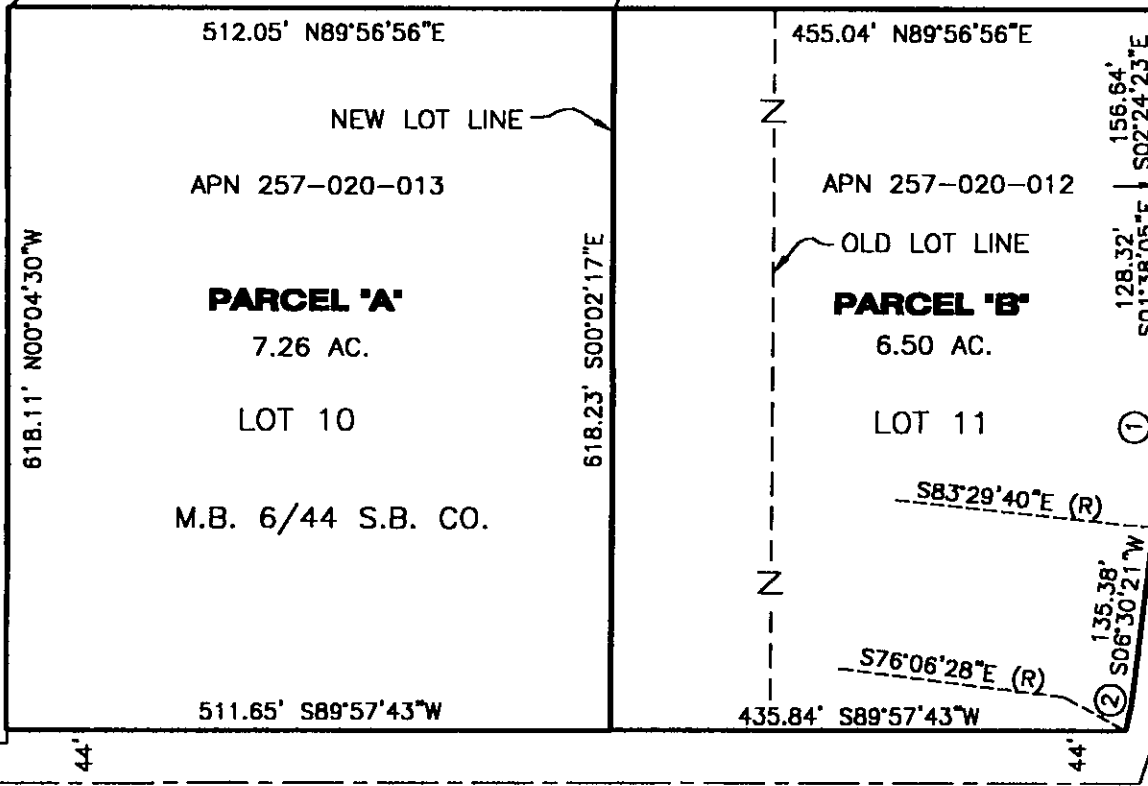 512.05' N89°56'56"E
455.04' N89°56'56"E
156.64'
S02°24'23"E
NEW LOT LINE
N
APN 257-020-013
APN 257-020-012
OLD LOT LINE
128.32'
S01°38'05"E
618.11' N00°04'30"W
618.23' S00°02'17"E
PARCEL "A"
7.26 AC.
PARCEL "B"
6.50 AC.
LOT 10
LOT 11
1
M.B. 6/44 S.B. CO.
S83°29'40"E (R)
N
135.38'
S06°30'21"W
S76°06'28"E (R)
2
511.65' S89°57'43"W
435.84' S89°57'43"W
44'
44'